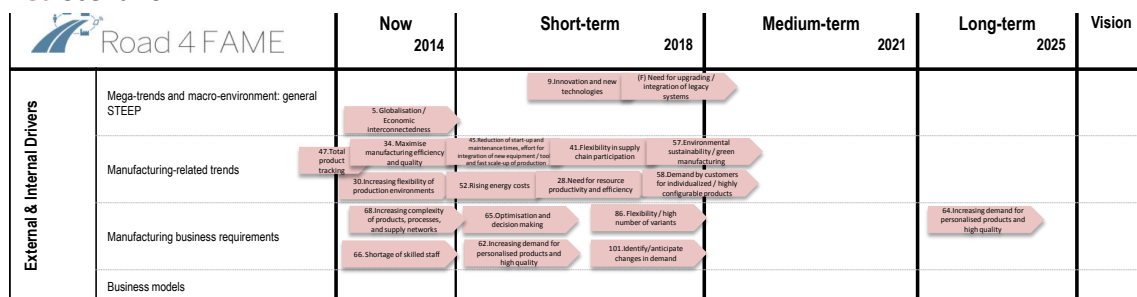 Road 4 FAME
Now
2014
Short-term
2018
Medium-term
2021
Long-term
2025
Vision
External & Internal Drivers
Mega-trends and macro-environment: general
STEEP
9.Innovation and new
technologies
(F) Need for upgrading /
integration of legacy
systems
5. Globalisation /
Economic
interconnectedness
Manufacturing-related trends
47.Total
product
tracking
34. Maximise
manufacturing efficiency
and quality
45.Reduction of start-up and
maintenance times, effort for
integration of new equipment / tool
and fast scale-up of production
41.Flexibility in supply
chain participation
57.Environmental
sustainability / green
manufacturing
30.Increasing flexibility of
production environments
52.Rising energy costs
28.Need for resource
productivity and efficiency
58.Demand by customers
for individualized / highly
configurable products
Manufacturing business requirements
68.Increasing complexity
of products, processes,
and supply networks
65.Optimisation and
decision making
86. Flexibility / high
number of variants
64.Increasing demand for
personalised products and
high quality
66.Shortage of skilled staff
62.Increasing demand for
personalised products and
high quality
101.Identify/anticipate
changes in demand
Business models